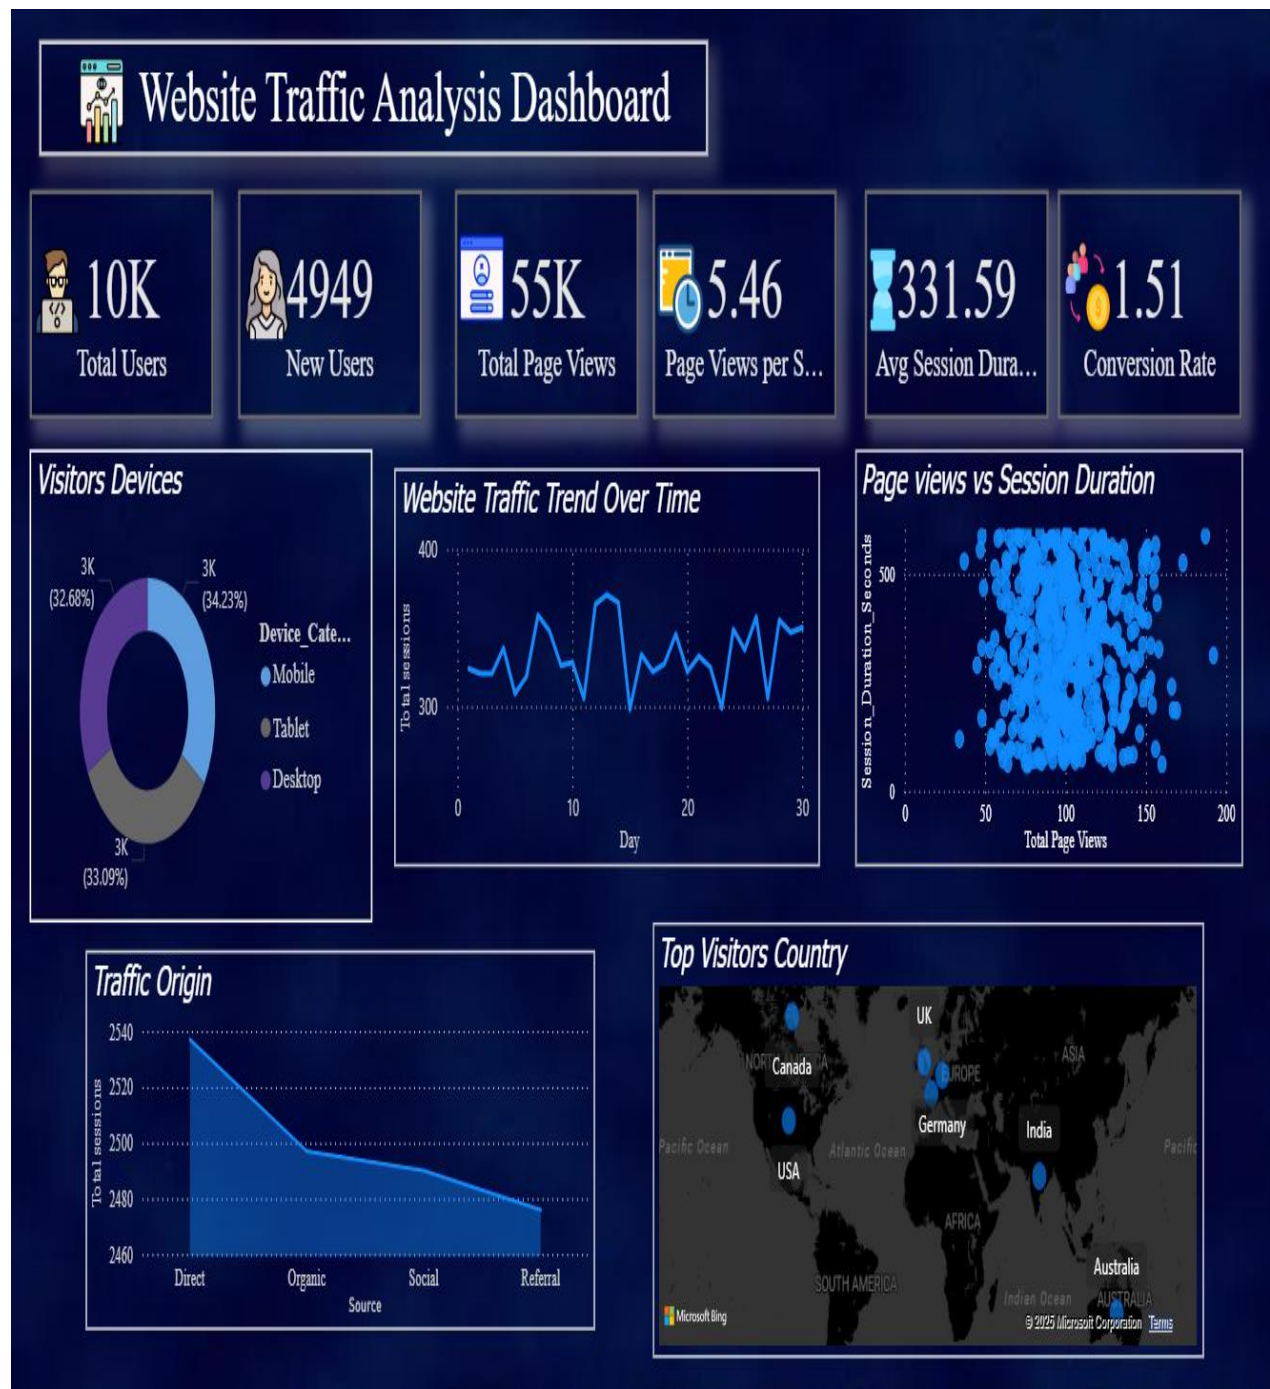 Website Traffic Analysis Dashboard
10K
Total Users
4949
New Users
55K
Total Page Views
5.46
Page Views per S...
331.59
Avg Session Dura...
1.51
Conversion Rate
Visitors Devices
3K
(32.68%)
3K
(34.23%)
3K
(33.09%)
Device_Cate...
Mobile
Tablet
Desktop
Website Traffic Trend Over Time
Total sessions
400
300
0 10 20 30
Day
Page views vs Session Duration
Session_Duration_Seconds
500
0
0 50 100 150 200
Total Page Views
Traffic Origin
Total sessions
2540
2520
2500
2480
2460
Direct Organic Social Referral
Source
Top Visitors Country
UK
ASIA
Canada
EUROPE
Germany
India
Pacific Ocean
Atlantic Ocean
USA
AFRICA
Australia
SOUTH AMERICA
Indian Ocean
AUSTRALIA
Microsoft Bing
© 2025 Microsoft Corporation Terms